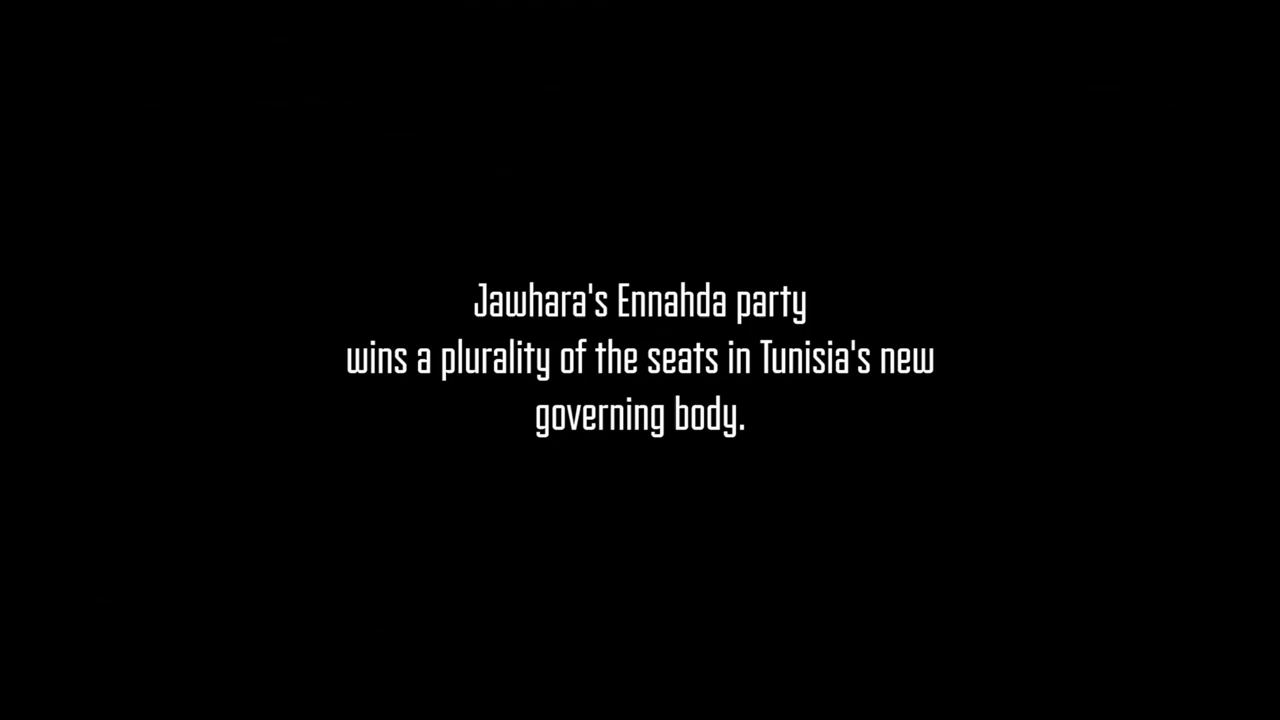 Jawhara's Ennahda party
wins a plurality of the seats in Tunisia's new
governing body.